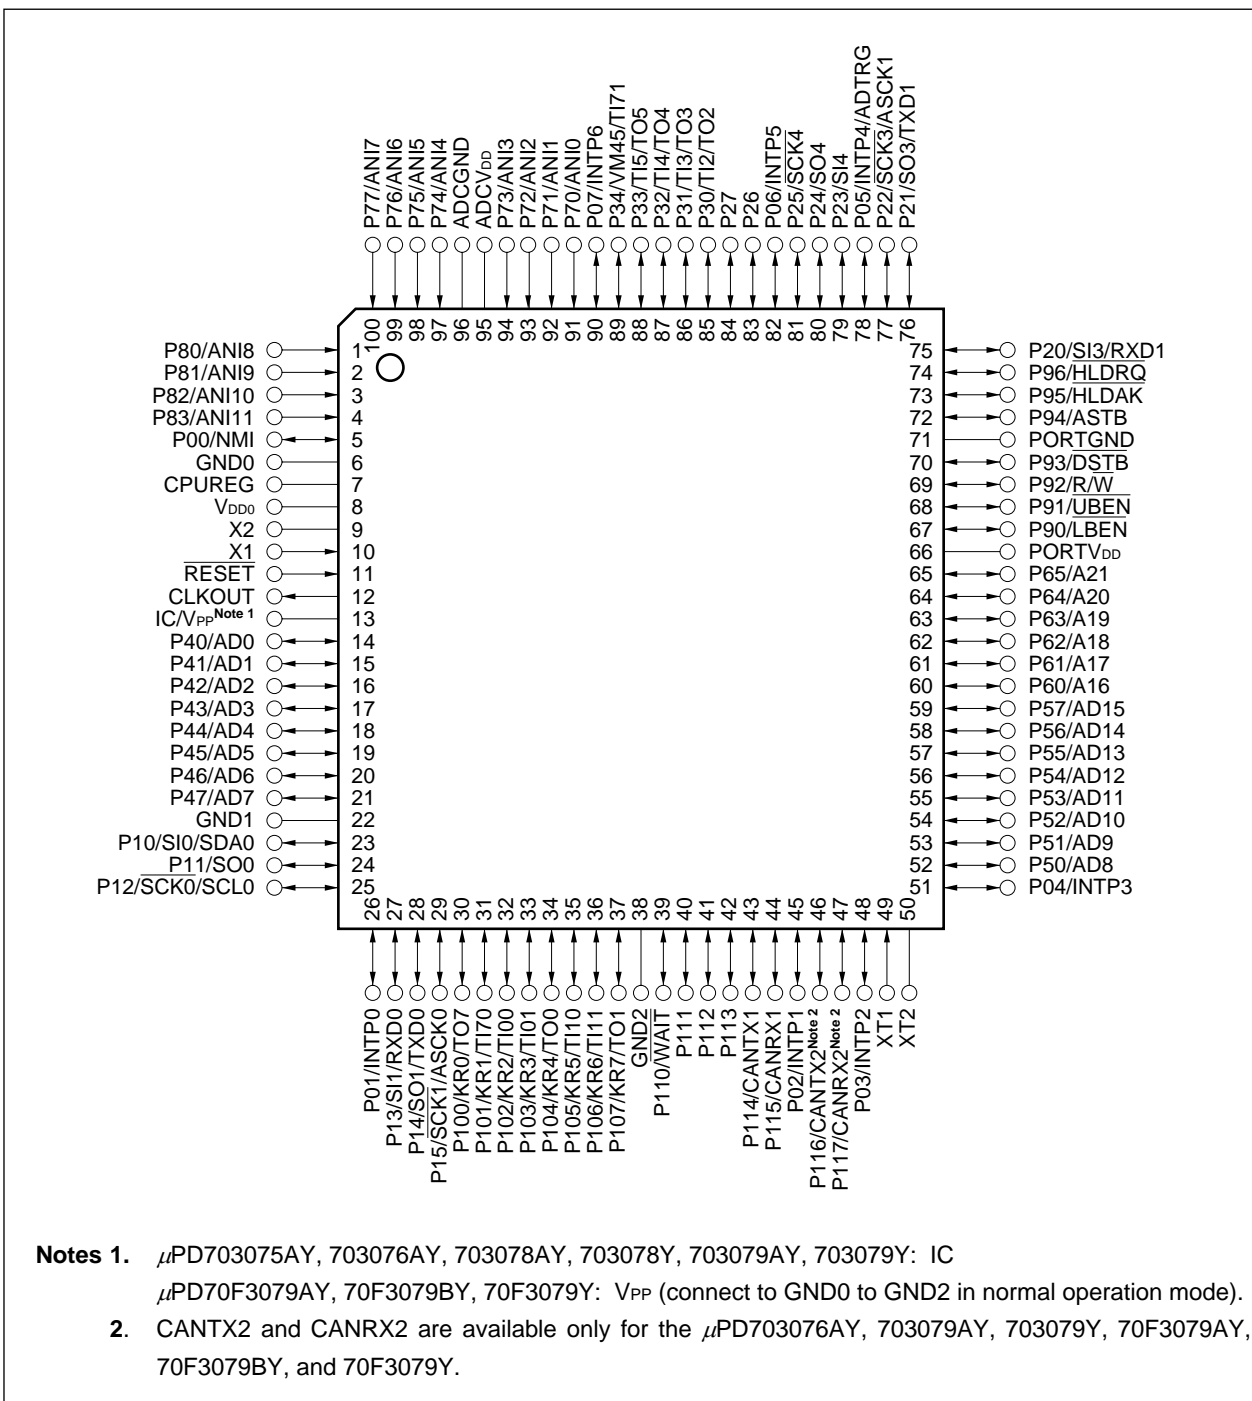 P77/ANI7
P76/ANI6
P75/ANI5
P74/ANI4
ADCGND
ADCVDD
P73/ANI3
P72/ANI2
P71/ANI1
P70/ANI0
P07/INTP6
P34/VM45/TI71
P33/TI5/TO5
P32/TI4/TO4
P31/TI3/TO3
P30/TI2/TO2
P27
P26
P06/INTP5
P25/SCK4
P24/SO4
P23/SI4
P05/INTP4/ADTRG
P22/SCK3/ASCK1
P21/SO3/TXD1
100
99
98
97
96
95
94
93
92
91
90
89
88
87
86
85
84
83
82
81
80
79
78
77
76
P80/ANI8 1
P81/ANI9 2
P82/ANI10 3
P83/ANI11 4
P00/NMI 5
GND0 6
CPUREG 7
VDD0 8
X2 9
X1 10
RESET 11
CLKOUT 12
IC/VPP Note 1 13
P40/AD0 14
P41/AD1 15
P42/AD2 16
P43/AD3 17
P44/AD4 18
P45/AD5 19
P46/AD6 20
P47/AD7 21
GND1 22
P10/SI0/SDA0 23
P11/SO0 24
P12/SCK0/SCL0 25
75 P20/SI3/RXD1
74 P96/HLDRQ
73 P95/HLDAK
72 P94/ASTB
71 PORTGND
70 P93/DSTB
69 P92/R/W
68 P91/UBEN
67 P90/LBEN
66 PORTVDD
65 P65/A21
64 P64/A20
63 P63/A19
62 P62/A18
61 P61/A17
60 P60/A16
59 P57/AD15
58 P56/AD14
57 P55/AD13
56 P54/AD12
55 P53/AD11
54 P52/AD10
53 P51/AD9
52 P50/AD8
51 P04/INTP3
26
27
28
29
30
31
32
33
34
35
36
37
38
39
40
41
42
43
44
45
46
47
48
49
50
P01/INTP0
P13/SI1/RXD0
P14/SO1/TXD0
P15/SCK1/ASCK0
P100/KR0/TO7
P101/KR1/TI70
P102/KR2/TI00
P103/KR3/TI01
P104/KR4/TO0
P105/KR5/TI10
P106/KR6/TI11
P107/KR7/TO1
GND2
P110/WAIT
P111
P112
P113
P114/CANTX1
P115/CANRX1
P02/INTP1
P116/CANTX2 Note 2
P117/CANRX2 Note 2
P03/INTP2
XT1
XT2
Notes 1. μPD703075AY, 703076AY, 703078AY, 703078Y, 703079AY, 703079Y: IC
μPD70F3079AY, 70F3079BY, 70F3079Y: VPP (connect to GND0 to GND2 in normal operation mode).
2. CANTX2 and CANRX2 are available only for the μPD703076AY, 703079AY, 703079Y, 70F3079AY,
70F3079BY, and 70F3079Y.